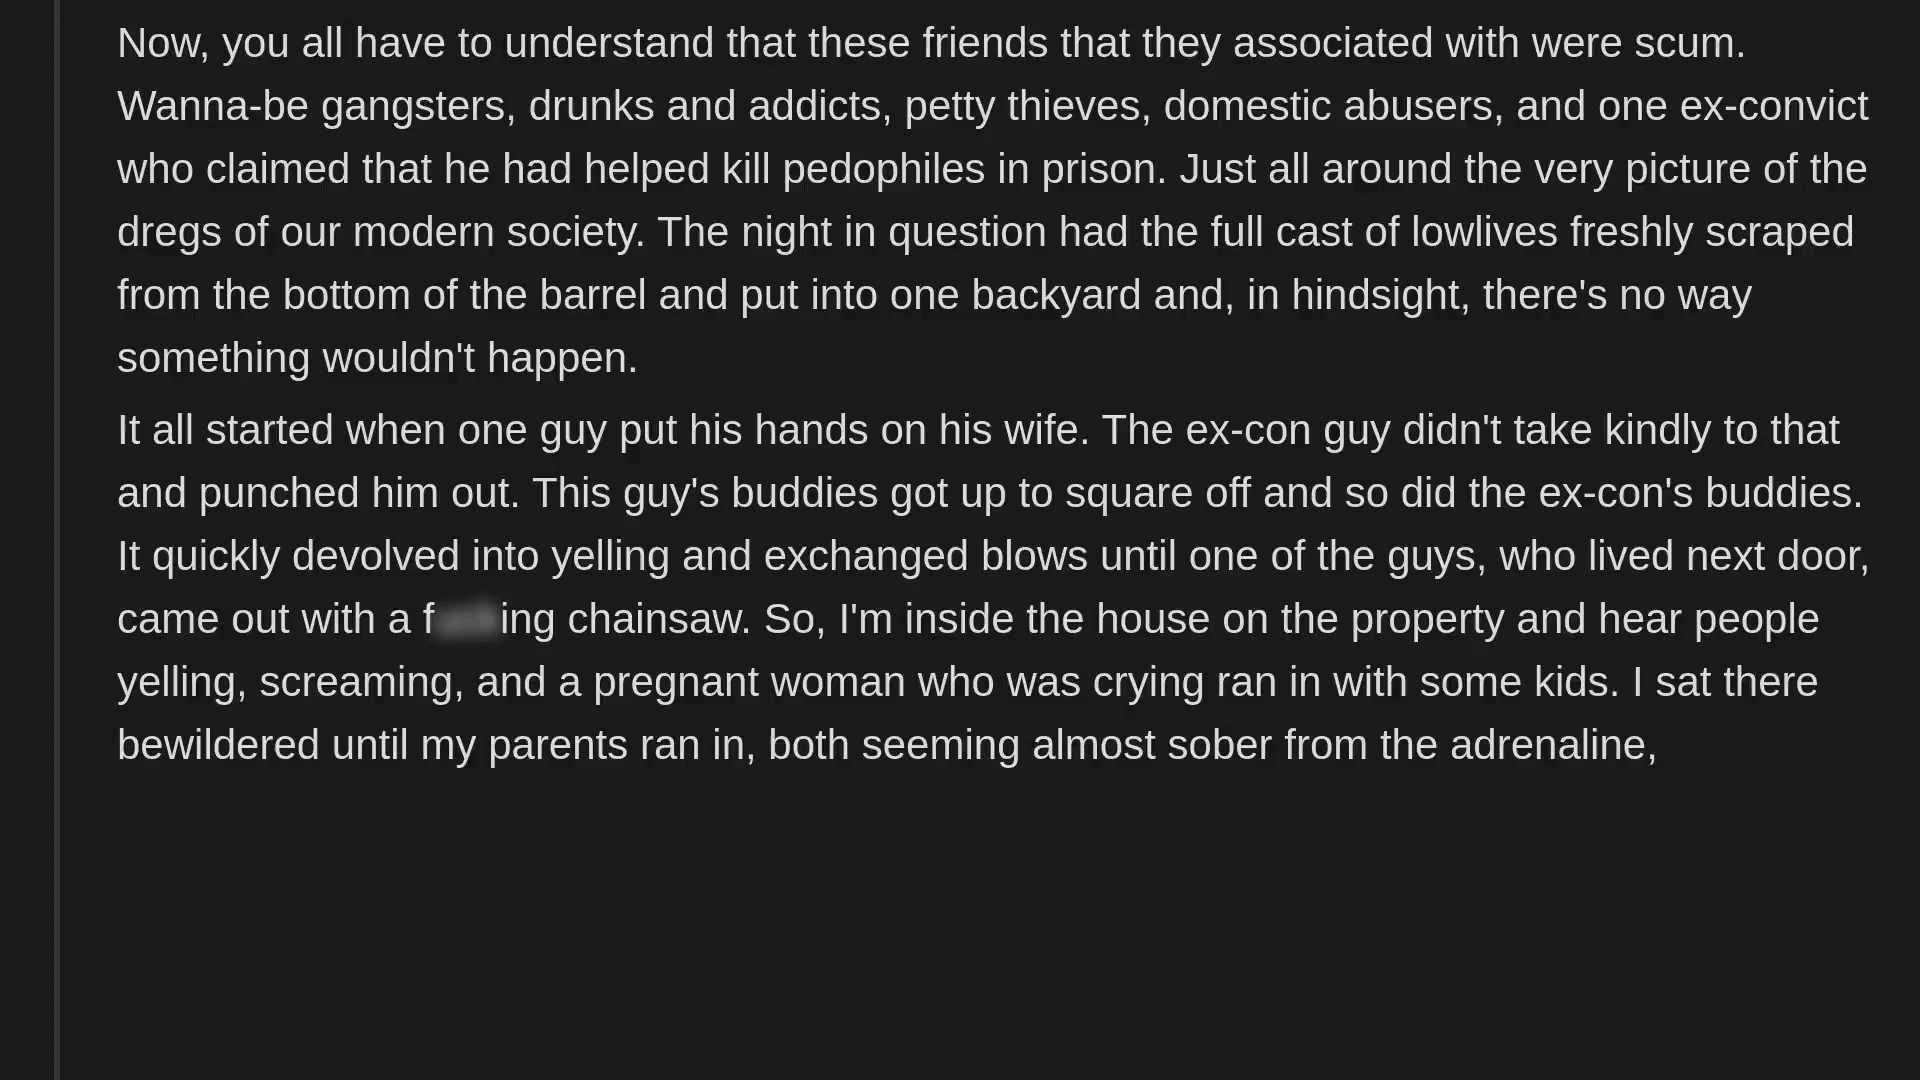 Now, you all have to understand that these friends that they associated with were scum.
Wanna-be gangsters, drunks and addicts, petty thieves, domestic abusers, and one ex-convict
who claimed that he had helped kill pedophiles in prison. Just all around the very picture of the
dregs of our modern society. The night in question had the full cast of lowlives freshly scraped
from the bottom of the barrel and put into one backyard and, in hindsight, there's no way
something wouldn't happen.
It all started when one guy put his hands on his wife. The ex-con guy didn't take kindly to that
and punched him out. This guy's buddies got up to square off and so did the ex-con's buddies.
It quickly devolved into yelling and exchanged blows until one of the guys, who lived next door,
came out with a chainsaw. So, I'm inside the house on the property and hear people
yelling, screaming, and a pregnant woman who was crying ran in with some kids. I sat there
bewildered until my parents ran in, both seeming almost sober from the adrenaline,